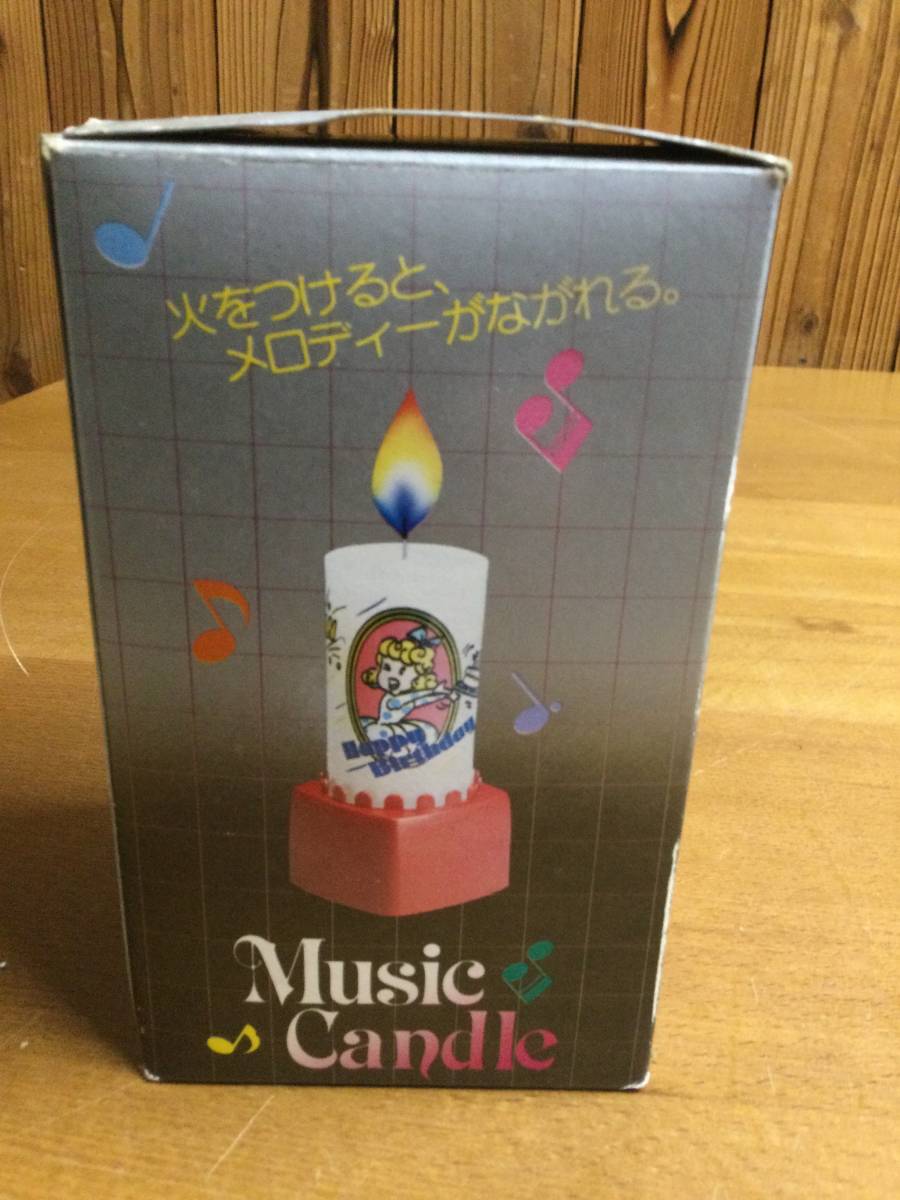 火をつけると、
メロディーがながれる。
Happy
Birthday
Music
Candle